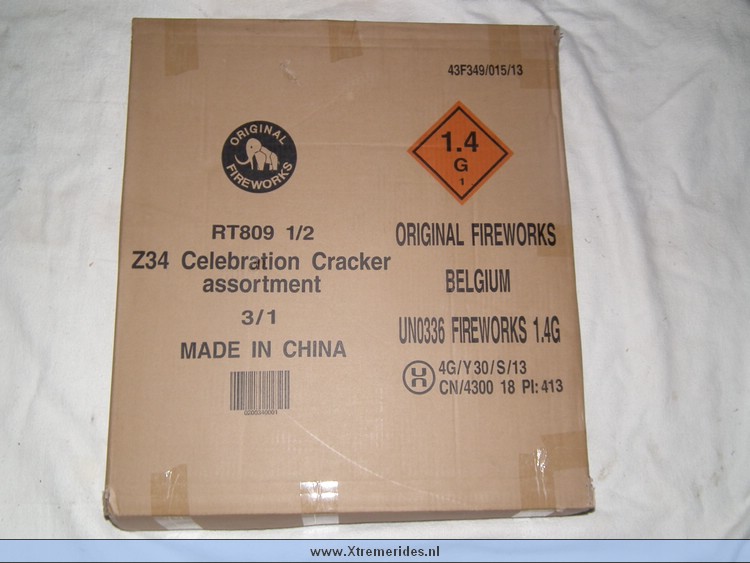 43F349/015/13
ORIGINAL
FIREWORKS
1.4
G
1
RT809 1/2
Z34 Celebration Cracker
assortment
3/1
MADE IN CHINA
ORIGINAL FIREWORKS
BELGIUM
UN0336 FIREWORKS 1.4G
4G/Y30/S/13
CN/4300 18 PI:413
www.Xtremerides.nl